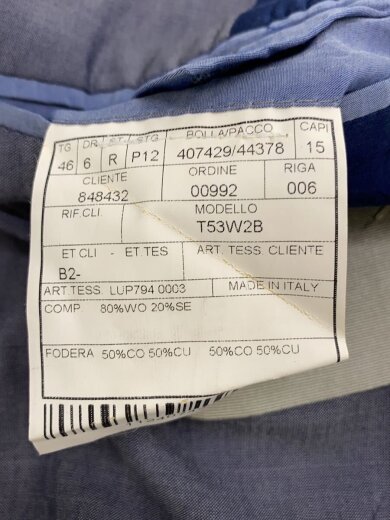 TG DR ET.I. STG BOLLA/PACCO CAPI
46 6 R P12 407429/44378 15
CLIENTE ORDINE RIGA
848432 00992 006
RIF.CLI. MODELLO
T53W2B
ET CLI - ET.TES ART. TESS. CLIENTE
B2-
ART.TESS. LUP794 0003 MADE IN ITALY
COMP. 80%WO 20%SE
FODERA 50%CO 50%CU 50%CO 50%CU